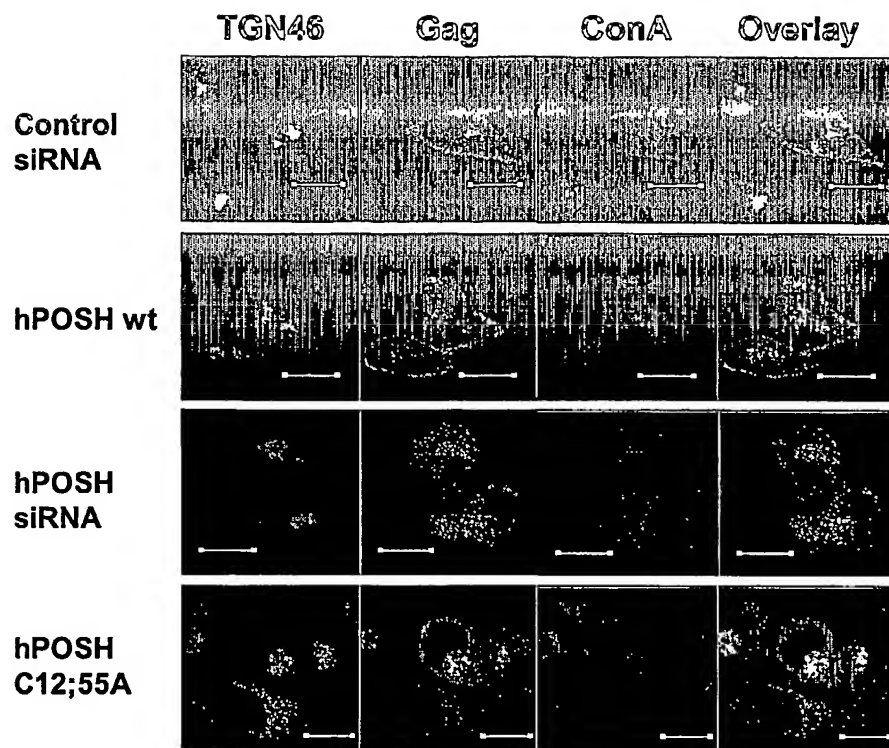 TGN46 Gag ConA Overlay
Control
siRNA
hPOSH wt
hPOSH
siRNA
hPOSH
C12;55A